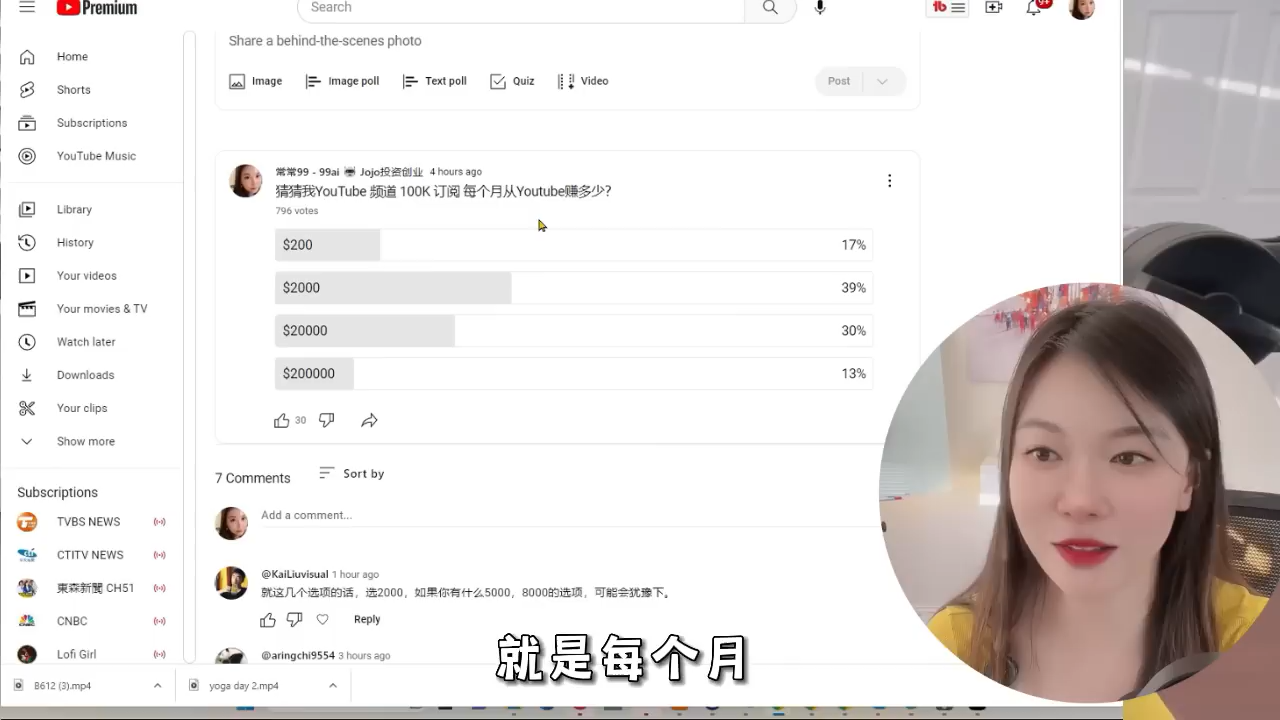 Premium
Search
9+
Home
Shorts
Subscriptions
YouTube Music
Library
History
Your videos
Your movies & TV
Watch later
Downloads
Your clips
Show more
Subscriptions
TVBS NEWS
CTITV NEWS
東森新聞 CH51
CNBC
Lofi Girl
Share a behind-the-scenes photo
Image Image poll Text poll Quiz Video Post
常常99 - 99ai Jojo投资创业 4 hours ago
猜猜我YouTube 频道 100K 订阅 每个月从Youtube赚多少?
796 votes
$200 17%
$2000 39%
$20000 30%
$200000 13%
30
7 Comments Sort by
Add a comment...
@KaiLiuvisual 1 hour ago
就这几个选项的话，选2000，如果你有什么5000，8000的选项，可能会犹豫下。
Reply
@aringchi9554 3 hours ago
就是每个月
8612 (3).mp4 yoga day 2.mp4